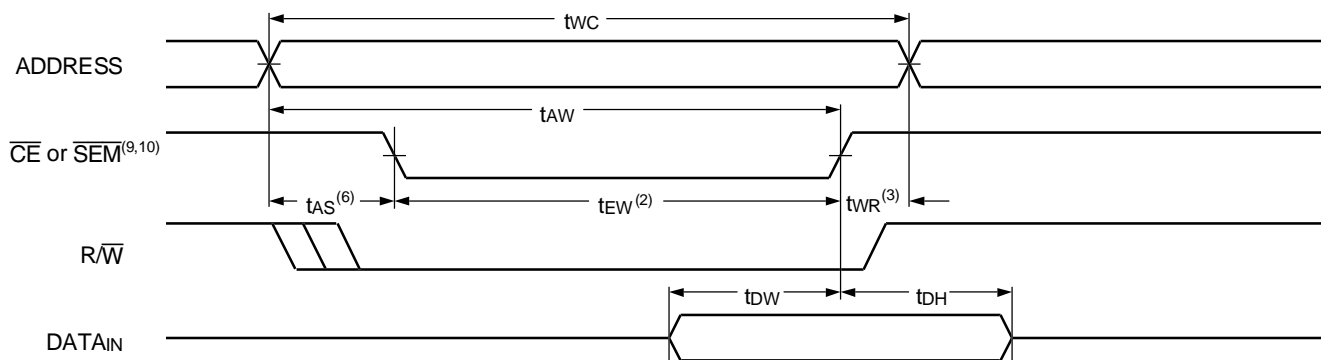 tWC
ADDRESS
tAW
CE or SEM(9,10)
tAS(6)
tEW(2)
tWR(3)
R/W
tDW
tDH
DATAIN